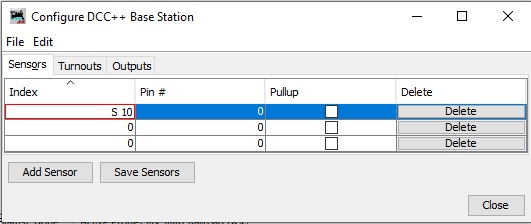 Configure DCC++ Base Station
File Edit
Sensors Turnouts Outputs
Index Pin # Pullup Delete
S 10 0 Delete
0 0 Delete
0 0 Delete
Add Sensor Save Sensors
Close